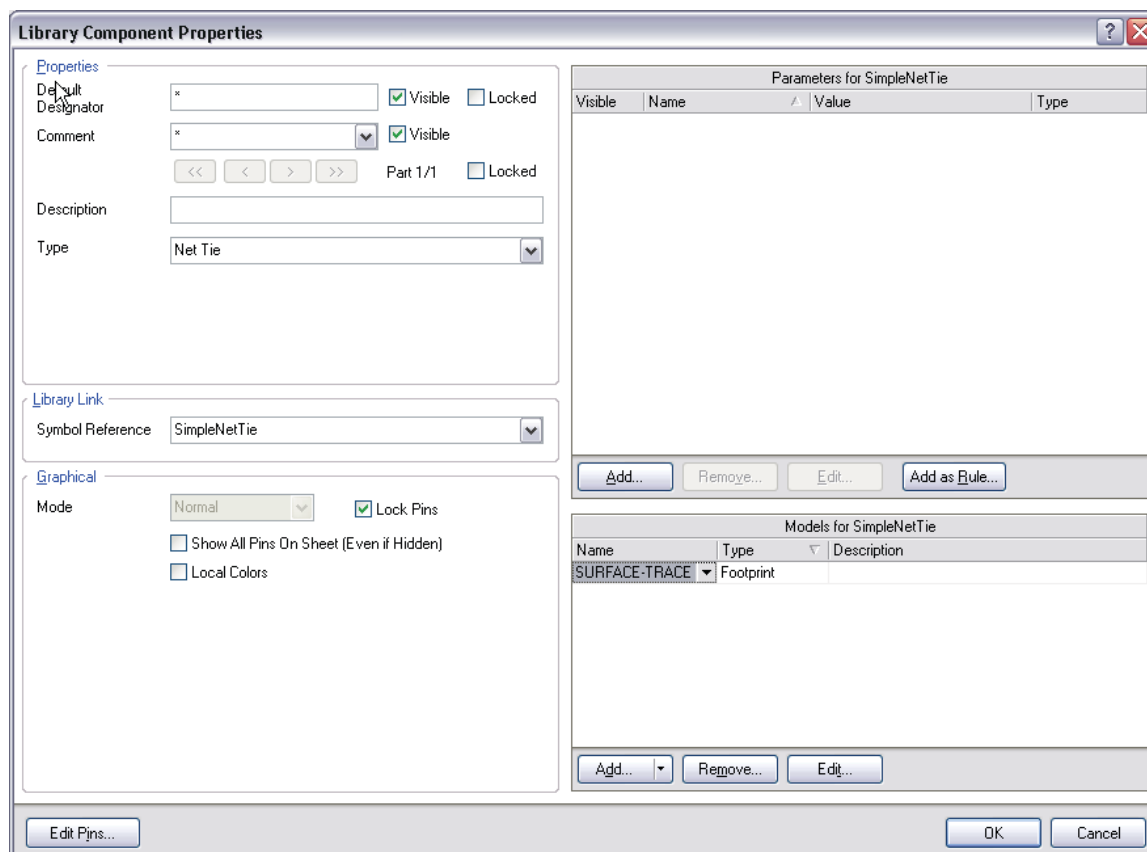 Library Component Properties
?
Properties
Default Designator * Visible Locked
Comment * Visible
<< < > >> Part 1/1 Locked
Description
Type Net Tie
Library Link
Symbol Reference SimpleNetTie
Graphical
Mode Normal Lock Pins
Show All Pins On Sheet (Even if Hidden)
Local Colors
Parameters for SimpleNetTie
Visible Name Value Type
Add... Remove... Edit... Add as Rule...
Models for SimpleNetTie
Name Type Description
SURFACE-TRACE Footprint
Add... Remove... Edit...
Edit Pins... OK Cancel